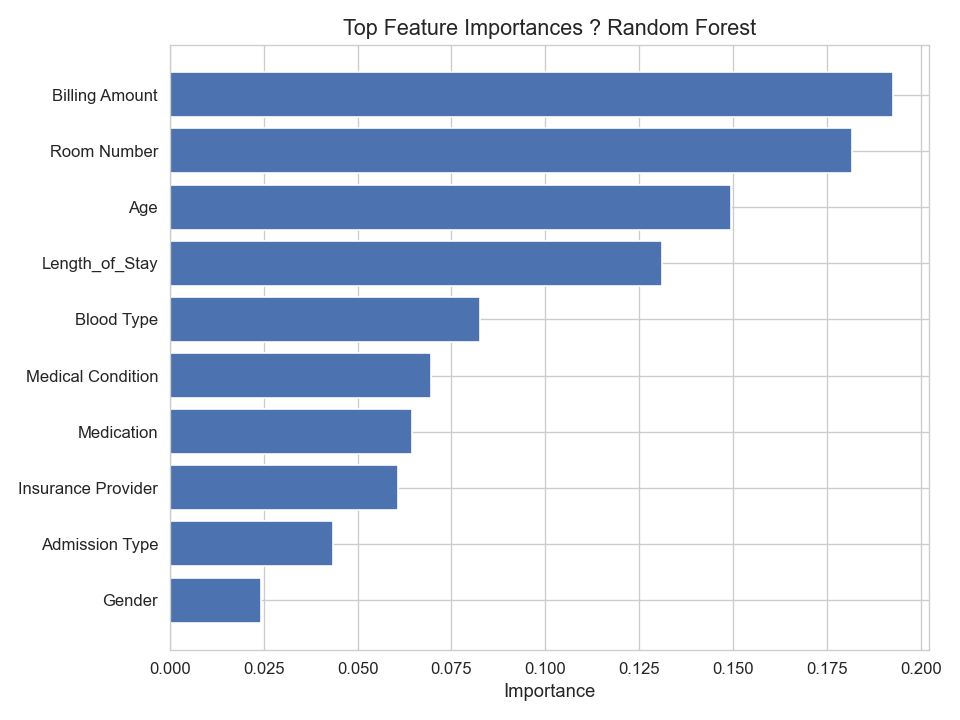 Top Feature Importances ? Random Forest
Billing Amount
Room Number
Age
Length_of_Stay
Blood Type
Medical Condition
Medication
Insurance Provider
Admission Type
Gender
0.000 0.025 0.050 0.075 0.100 0.125 0.150 0.175 0.200
Importance